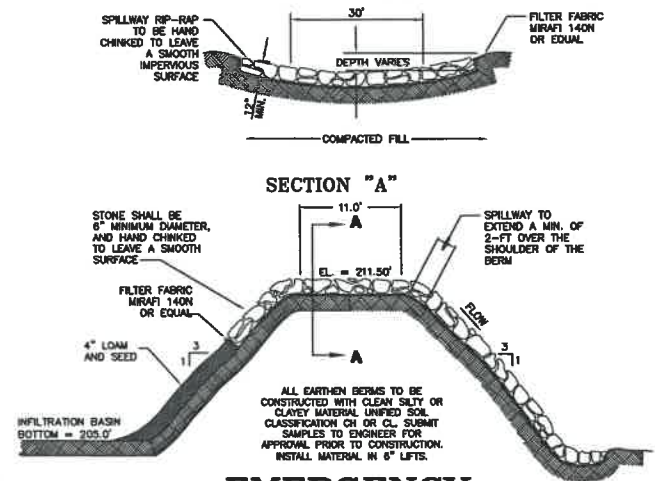 SPILLWAY RIP-RAP
TO BE HAND
CHINKED TO LEAVE
A SMOOTH
IMPERVIOUS
SURFACE
30'
FILTER FABRIC
MIRAFI 140N
OR EQUAL
DEPTH VARIES
12"
MIN.
COMPACTED FILL
SECTION "A"
11.0'
STONE SHALL BE
6" MINIMUM DIAMETER,
AND HAND CHINKED
TO LEAVE A SMOOTH
SURFACE
A
SPILLWAY TO
EXTEND A MIN. OF
2-FT OVER THE
SHOULDER OF THE
BERM
EL. = 211.50'
FILTER FABRIC
MIRAFI 140N
OR EQUAL
FLOW
4" LOAM
AND SEED
3
1
3
1
A
ALL EARTHEN BERMS TO BE
CONSTRUCTED WITH CLEAN SILTY OR
CLAYEY MATERIAL UNIFIED SOIL
CLASSIFICATION CH OR CL. SUBMIT
SAMPLES TO ENGINEER FOR
APPROVAL PRIOR TO CONSTRUCTION.
INSTALL MATERIAL IN 6" LIFTS.
INFILTRATION BASIN
BOTTOM = 205.0'
EMERGENCY